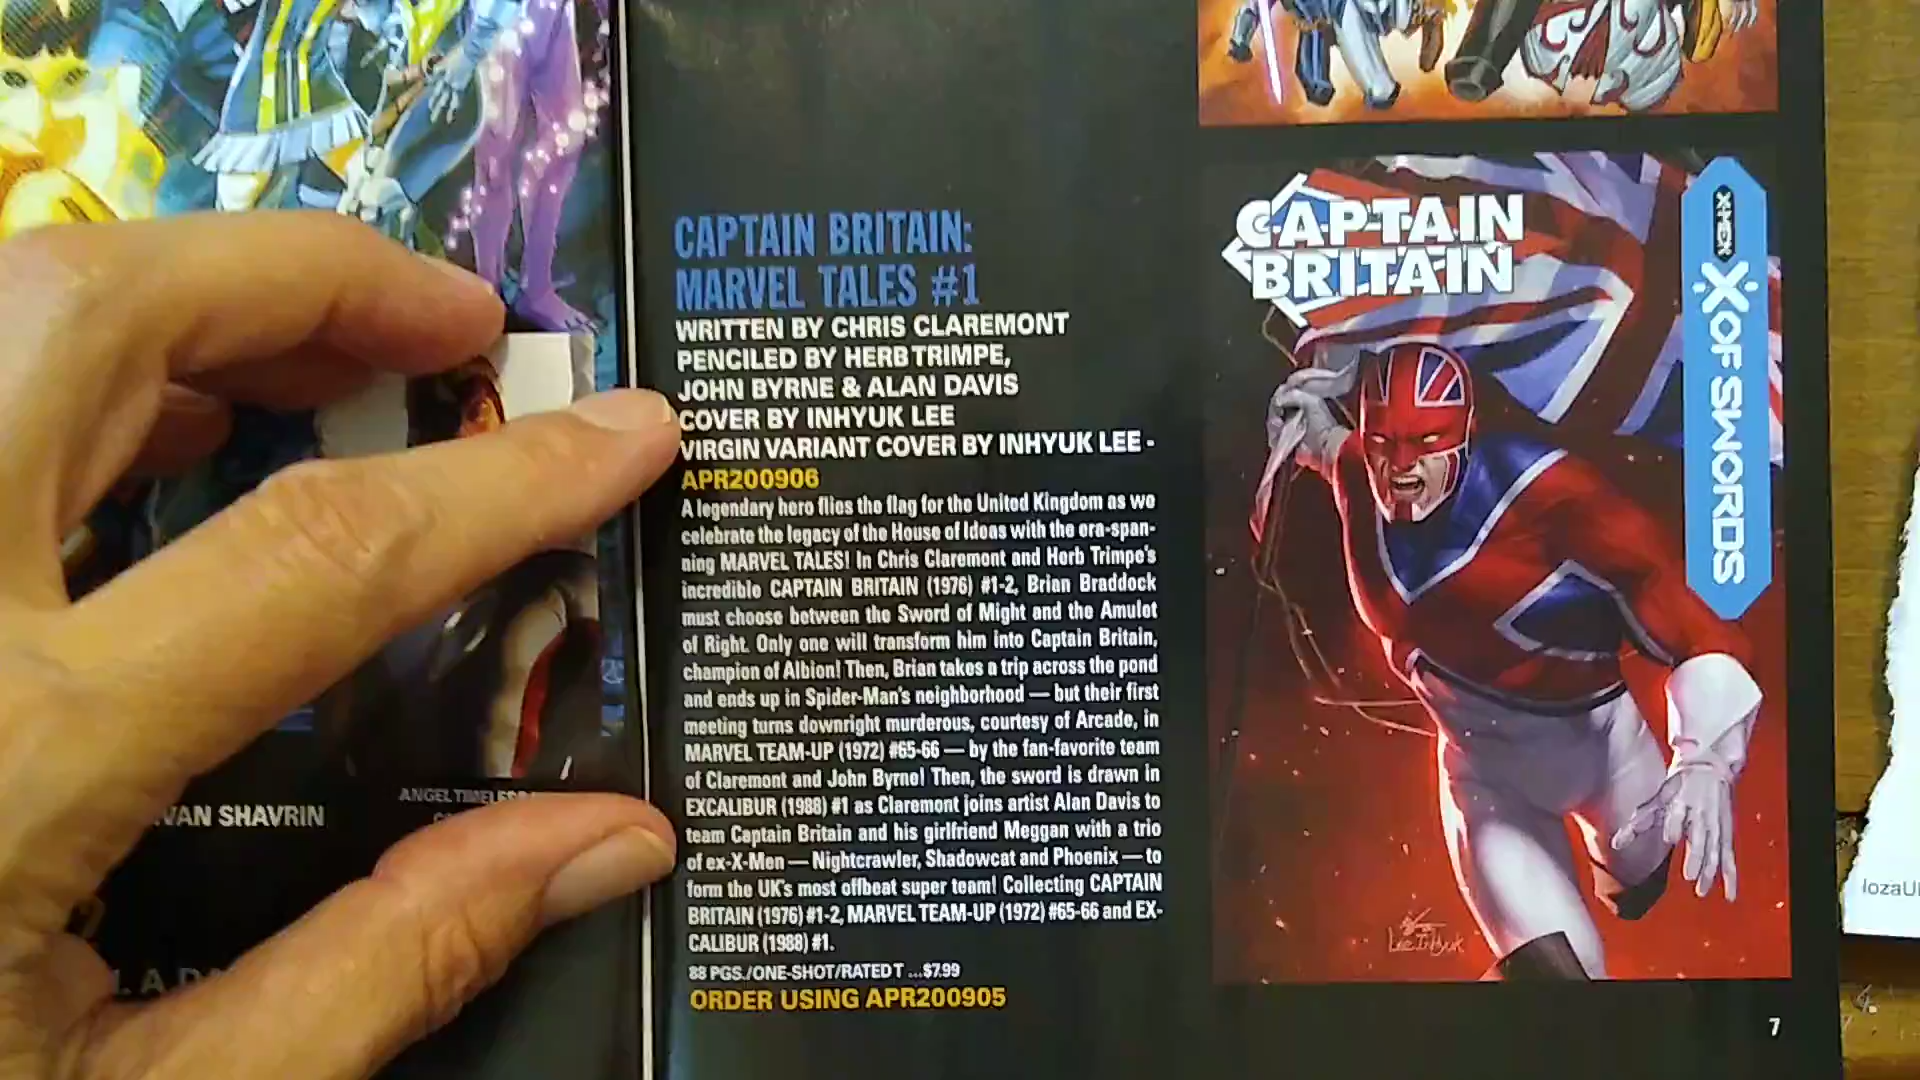 CAPTAIN BRITAIN:
MARVEL TALES #1
WRITTEN BY CHRIS CLAREMONT
PENCILED BY HERB TRIMPE,
JOHN BYRNE & ALAN DAVIS
COVER BY INHYUK LEE
VIRGIN VARIANT COVER BY INHYUK LEE -
APR200906
A legendary hero flies the flag for the United Kingdom as we
celebrate the legacy of the House of Ideas with the era-span-
ning MARVEL TALES! In Chris Claremont and Herb Trimpe's
incredible CAPTAIN BRITAIN (1976) #1-2, Brian Braddock
must choose between the Sword of Might and the Amulet
of Right. Only one will transform him into Captain Britain,
champion of Albion! Then, Brian takes a trip across the pond
and ends up in Spider-Man's neighborhood — but their first
meeting turns downright murderous, courtesy of Arcade, in
MARVEL TEAM-UP (1972) #65-66 — by the fan-favorite team
of Claremont and John Byrne! Then, the sword is drawn in
EXCALIBUR (1988) #1 as Claremont joins artist Alan Davis to
team Captain Britain and his girlfriend Meggan with a trio
of ex-X-Men — Nightcrawler, Shadowcat and Phoenix — to
form the UK's most offbeat super team! Collecting CAPTAIN
BRITAIN (1976) #1-2, MARVEL TEAM-UP (1972) #65-66 and EX-
CALIBUR (1988) #1.
88 PGS./ONE-SHOT/RATED T ...$7.99
ORDER USING APR200905
CAPTAIN
BRITAIN
X-MEN
X OF SWORDS
Lee InHyuk
7
IVAN SHAVRIN
ANGEL TIMELESS